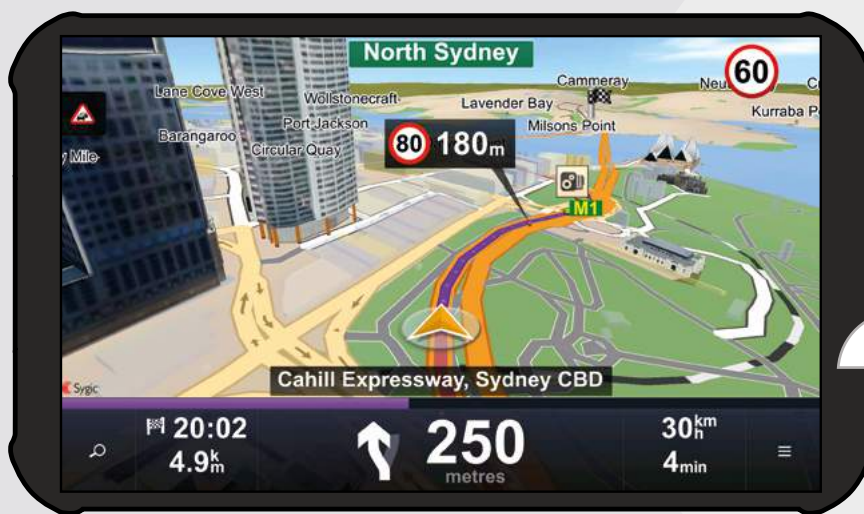 North Sydney
60
Lane Cove West
Wollstonecraft
Cammeray
Neu
C
Lavender Bay
Kurraba P
Port Jackson
Milsons Point
Barangaroo
Circular Quay
80 180m
y Mile
M1
Sygic
Cahill Expressway, Sydney CBD
20:02
4.9km
250
metres
30km/h
4min